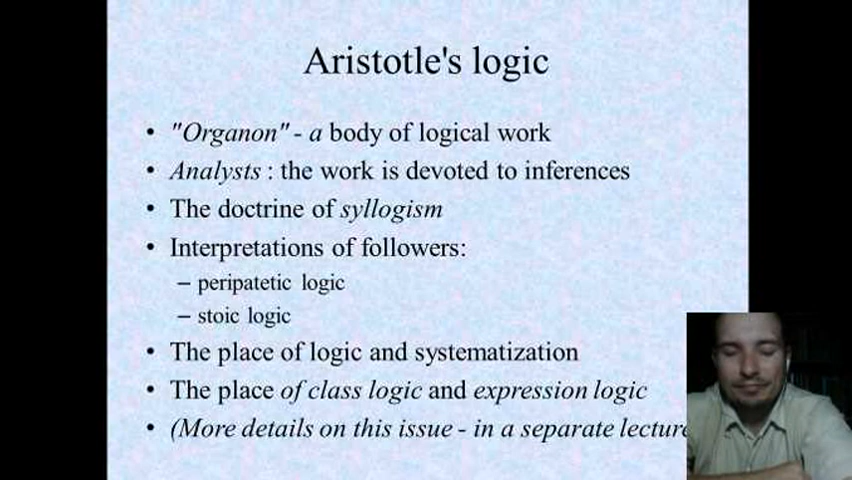 Aristotle's logic
• "Organon" - a body of logical work
• Analysts : the work is devoted to inferences
• The doctrine of syllogism
• Interpretations of followers:
– peripatetic logic
– stoic logic
• The place of logic and systematization
• The place of class logic and expression logic
• (More details on this issue - in a separate lecture